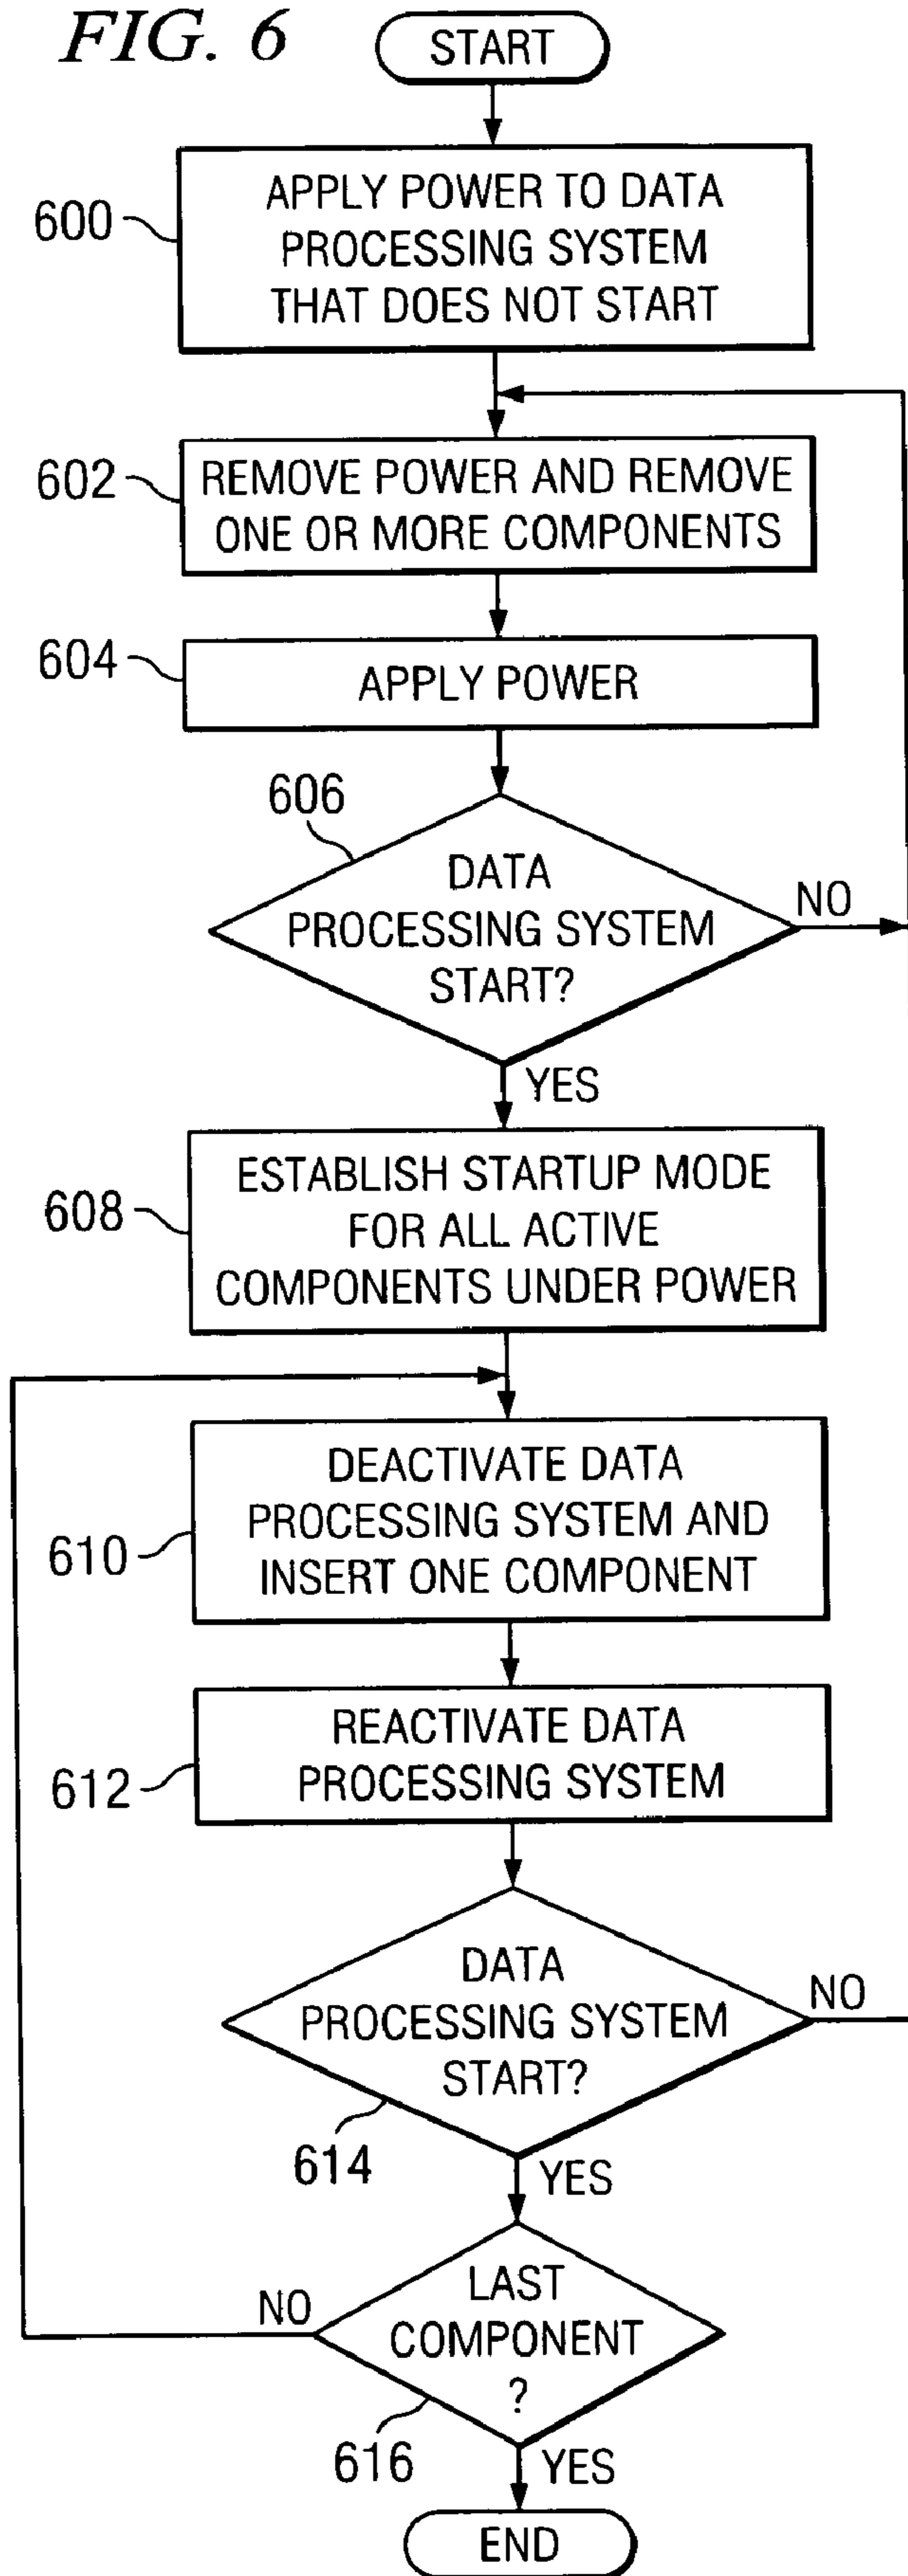 FIG. 6
START
600
APPLY POWER TO DATA
PROCESSING SYSTEM
THAT DOES NOT START
602
REMOVE POWER AND REMOVE
ONE OR MORE COMPONENTS
604
APPLY POWER
606
DATA
PROCESSING SYSTEM
START?
NO
YES
608
ESTABLISH STARTUP MODE
FOR ALL ACTIVE
COMPONENTS UNDER POWER
610
DEACTIVATE DATA
PROCESSING SYSTEM AND
INSERT ONE COMPONENT
612
REACTIVATE DATA
PROCESSING SYSTEM
DATA
PROCESSING SYSTEM
START?
NO
614
YES
LAST
COMPONENT
?
NO
616
YES
END